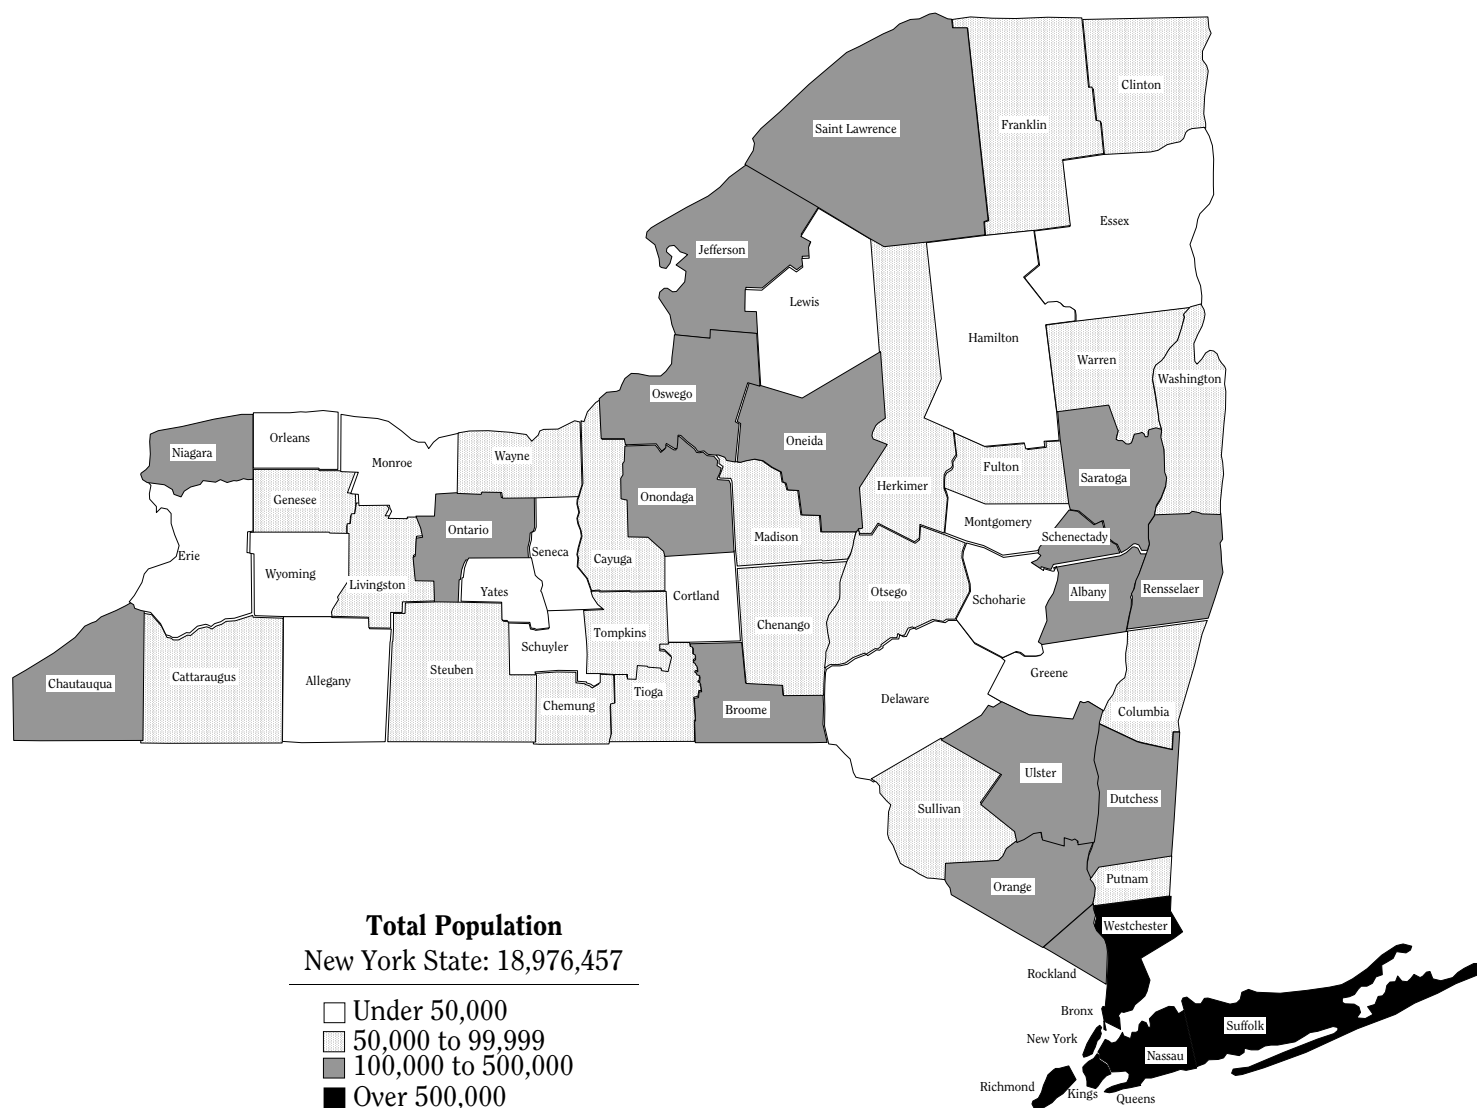 Clinton
Franklin
Saint Lawrence
Essex
Jefferson
Lewis
Hamilton
Warren
Washington
Oswego
Orleans
Oneida
Niagara
Monroe
Wayne
Fulton
Saratoga
Herkimer
Genesee
Onondaga
Montgomery
Ontario
Madison
Schenectady
Seneca
Erie
Cayuga
Wyoming
Livingston
Yates
Cortland
Otsego
Schoharie
Albany
Rensselaer
Chenango
Tompkins
Schuyler
Steuben
Greene
Cattaraugus
Allegany
Chautauqua
Tioga
Delaware
Chemung
Broome
Columbia
Ulster
Dutchess
Sullivan
Putnam
Orange
Westchester
Rockland
Bronx
Suffolk
New York
Nassau
Richmond
Kings
Queens
Total Population
New York State: 18,976,457
Under 50,000
50,000 to 99,999
100,000 to 500,000
Over 500,000